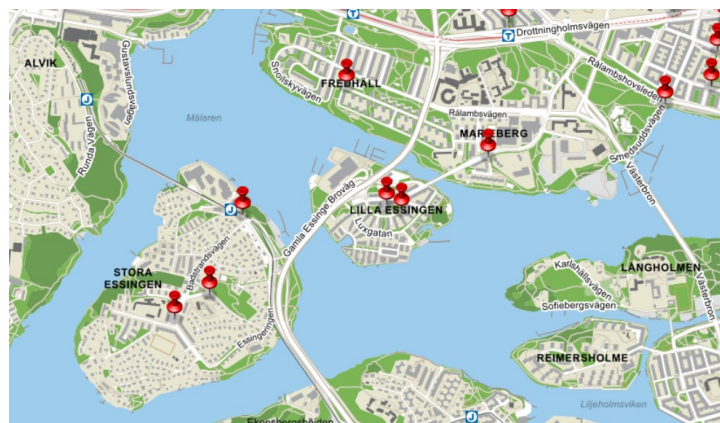 T
T
Drottningholmsvägen
ALVIK
Gustavslundsvägen
FREDHÄLL
Snoilskyvägen
Rålambshovsleden
J
Mälaren
Rålambsvägen
MARIEBERG
Smedsuddsvägen
Runda Vägen
Västerbron
J
Gamla Essinge Broväg
LILLA ESSINGEN
Luxgatan
Badstrandsvägen
STORA
ESSINGEN
LÅNGHOLMEN
Karlshällsvägen
Västerbron
Sofiebergsvägen
Essingeringen
REIMERSHOLME
Liljeholmsviken
J